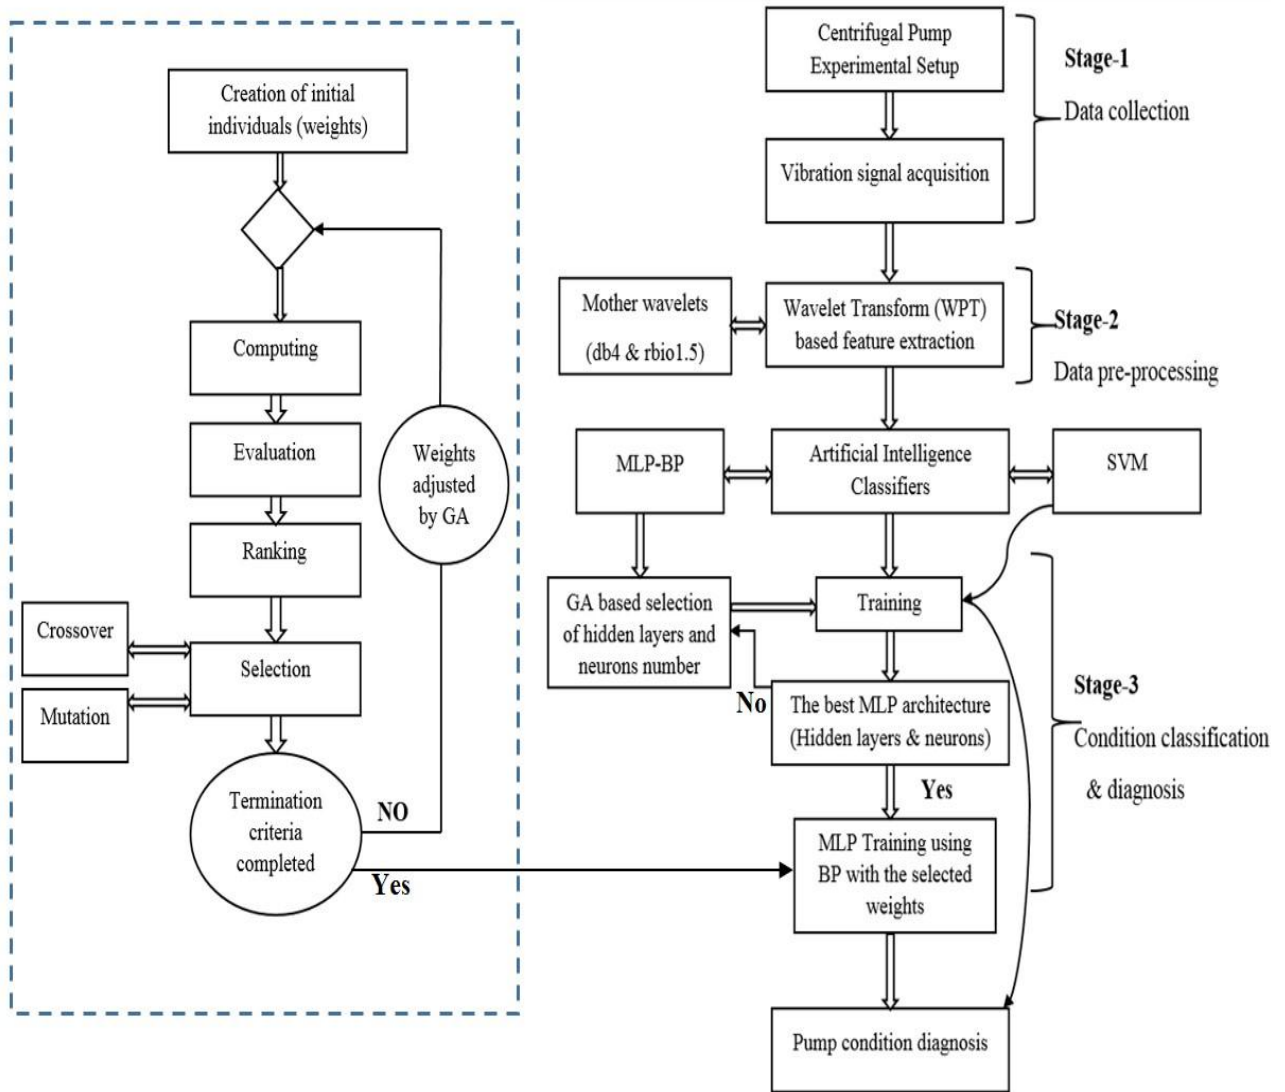 Creation of initial
individuals (weights)
Computing
Evaluation
Ranking
Crossover
Selection
Mutation
Termination
criteria
completed
NO
Yes
Weights
adjusted
by GA
Centrifugal Pump
Experimental Setup
Stage-1
Data collection
Vibration signal acquisition
Mother wavelets
(db4 & rbio1.5)
Wavelet Transform (WPT)
based feature extraction
Stage-2
Data pre-processing
MLP-BP
Artificial Intelligence
Classifiers
SVM
GA based selection
of hidden layers and
neurons number
Training
No
The best MLP architecture
(Hidden layers & neurons)
Stage-3
Condition classification
& diagnosis
Yes
MLP Training using
BP with the selected
weights
Pump condition diagnosis